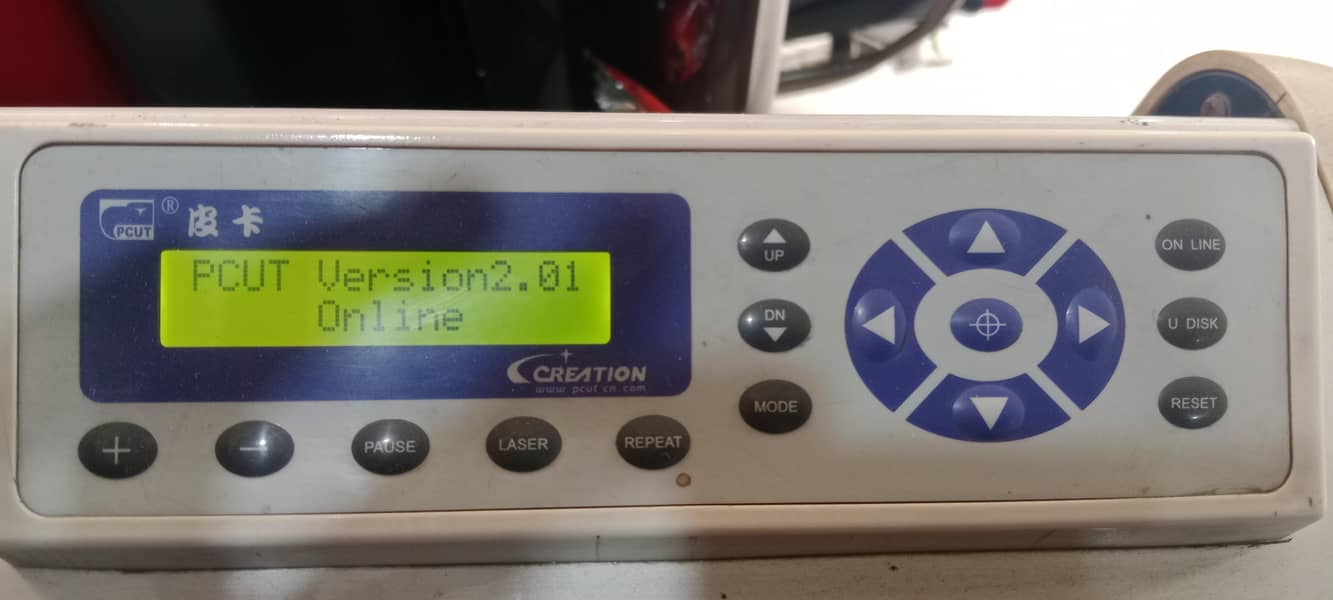 PCUT ® 皮卡
PCUT Version2.01
Online
CREATION
www.pcut-cn.com
UP
DN
MODE
ON LINE
U DISK
RESET
+ − PAUSE LASER REPEAT